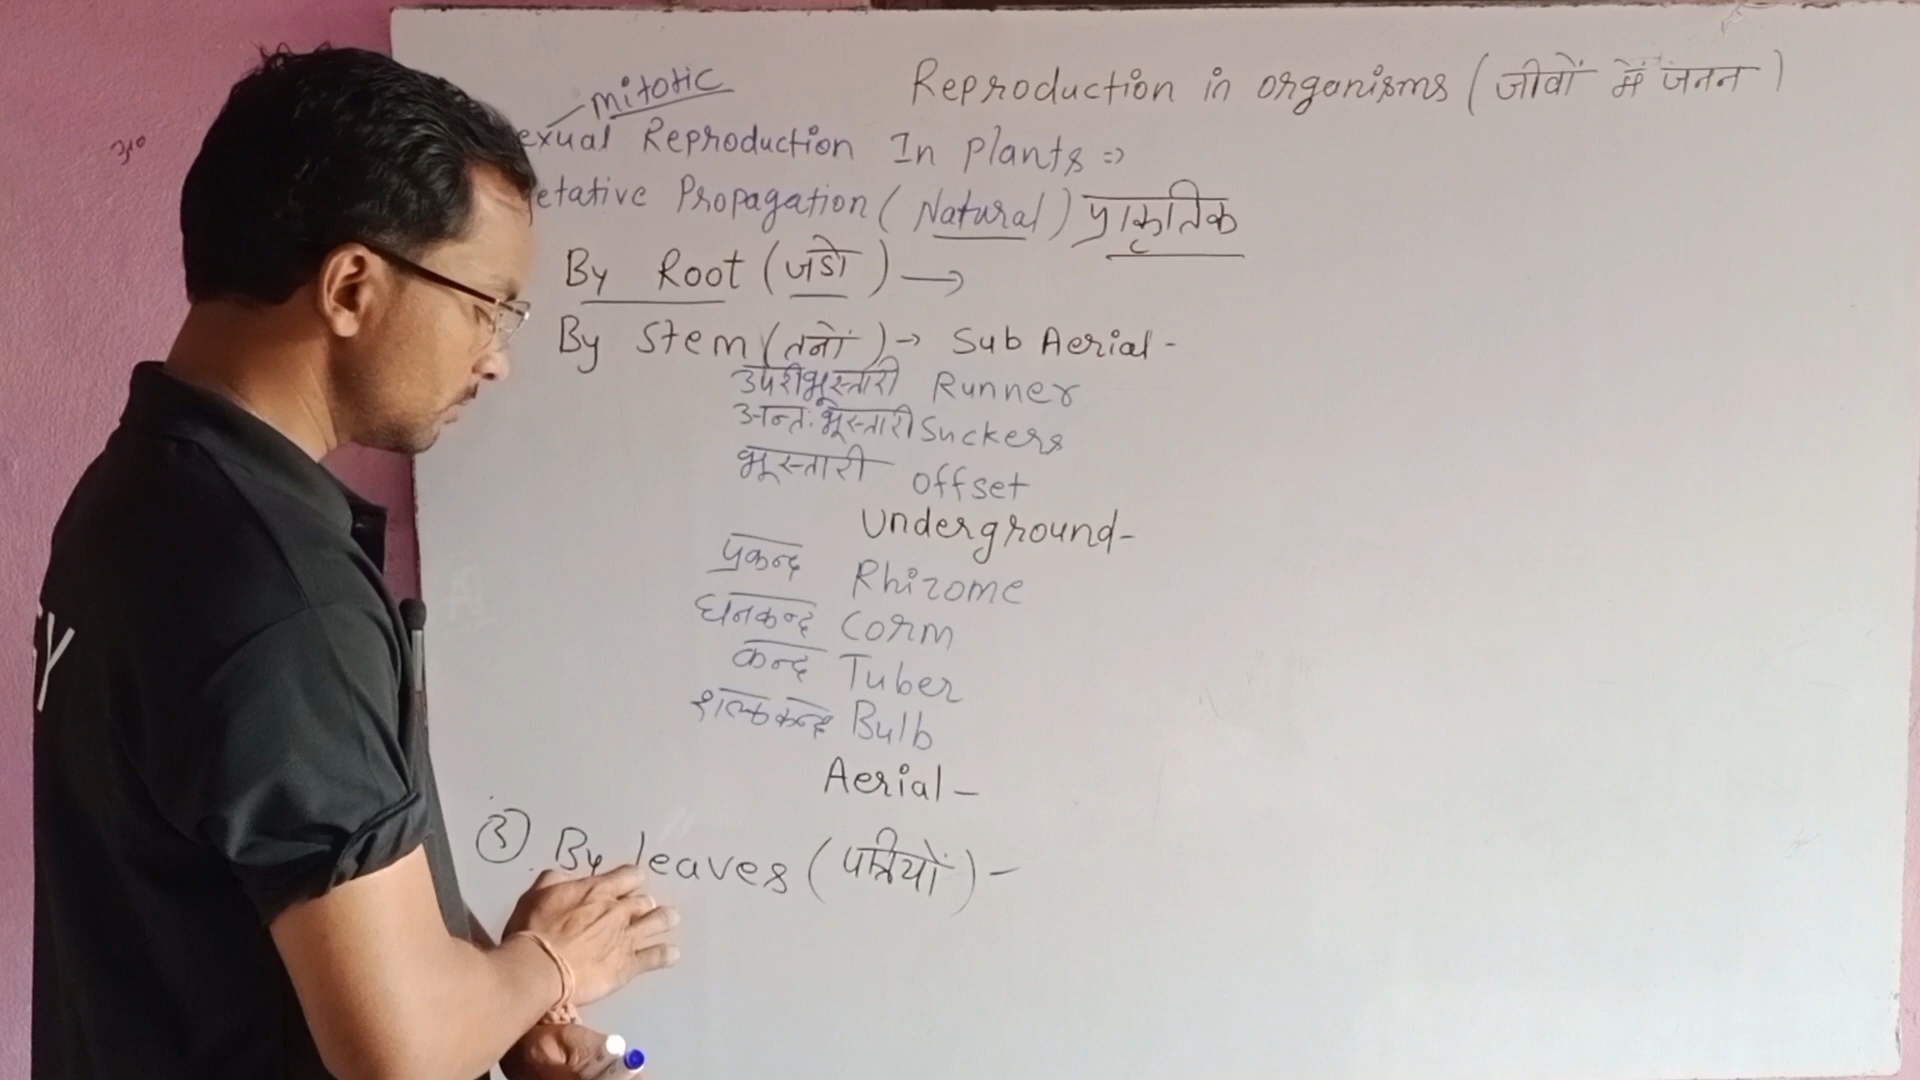 Reproduction in organisms (जीवों में जनन)
mitotic
exual Reproduction In plants ⇒
etative Propagation (Natural) प्राकृतिक
By Root (जडो) →
By Stem (तनों) → Sub Aerial -
उपरीभूस्तारी Runner
अन्तःभूस्तारी Suckers
भूस्तारी offset
Underground-
प्रकन्द Rhizome
घनकन्द Corm
कन्द Tuber
शल्ककन्द Bulb
Aerial -
③ By leaves (पत्तियों) -
Y